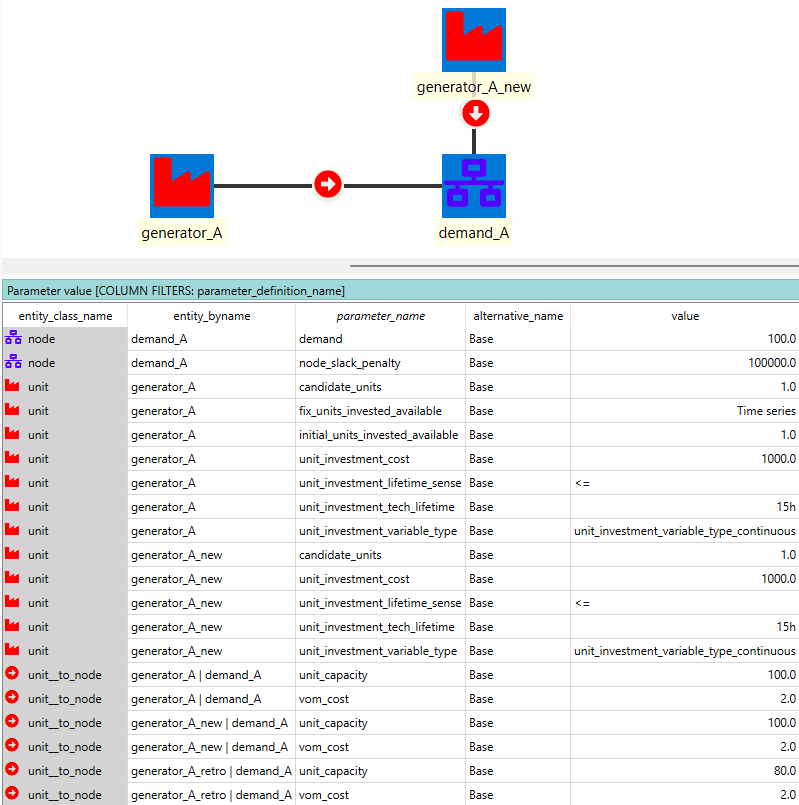 generator_A_new
generator_A
demand_A
Parameter value [COLUMN FILTERS: parameter_definition_name]
entity_class_name entity_byname parameter_name alternative_name value
node demand_A demand Base 100.0
node demand_A node_slack_penalty Base 100000.0
unit generator_A candidate_units Base 1.0
unit generator_A fix_units_invested_available Base Time series
unit generator_A initial_units_invested_available Base 1.0
unit generator_A unit_investment_cost Base 1000.0
unit generator_A unit_investment_lifetime_sense Base <=
unit generator_A unit_investment_tech_lifetime Base 15h
unit generator_A unit_investment_variable_type Base unit_investment_variable_type_continuous
unit generator_A_new candidate_units Base 1.0
unit generator_A_new unit_investment_cost Base 1000.0
unit generator_A_new unit_investment_lifetime_sense Base <=
unit generator_A_new unit_investment_tech_lifetime Base 15h
unit generator_A_new unit_investment_variable_type Base unit_investment_variable_type_continuous
unit__to_node generator_A | demand_A unit_capacity Base 100.0
unit__to_node generator_A | demand_A vom_cost Base 2.0
unit__to_node generator_A_new | demand_A unit_capacity Base 100.0
unit__to_node generator_A_new | demand_A vom_cost Base 2.0
unit__to_node generator_A_retro | demand_A unit_capacity Base 80.0
unit__to_node generator_A_retro | demand_A vom_cost Base 2.0